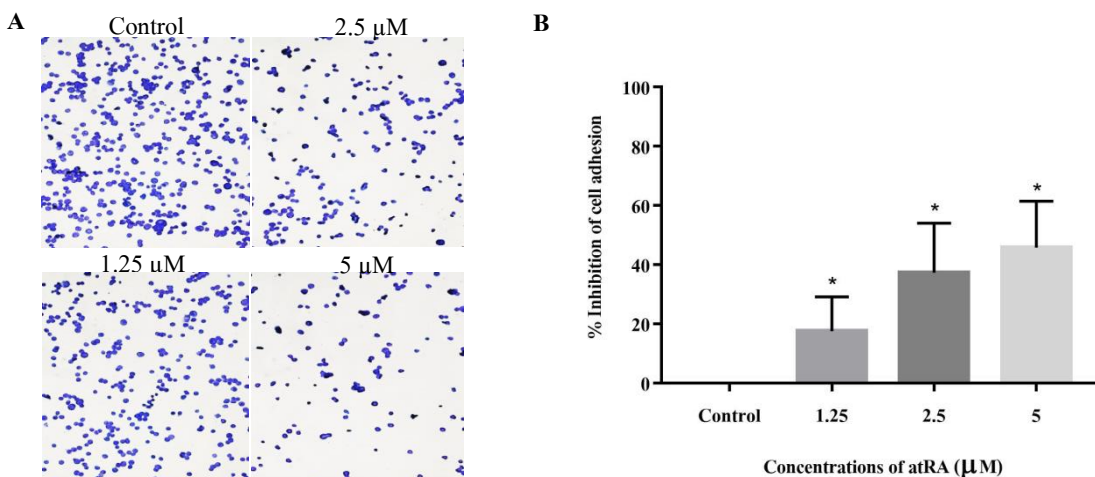 A
Control
2.5 µM
1.25 µM
5 µM
B
% Inhibition of cell adhesion
100
80
60
40
20
0
*
*
*
Control
1.25
2.5
5
Concentrations of atRA (µM)